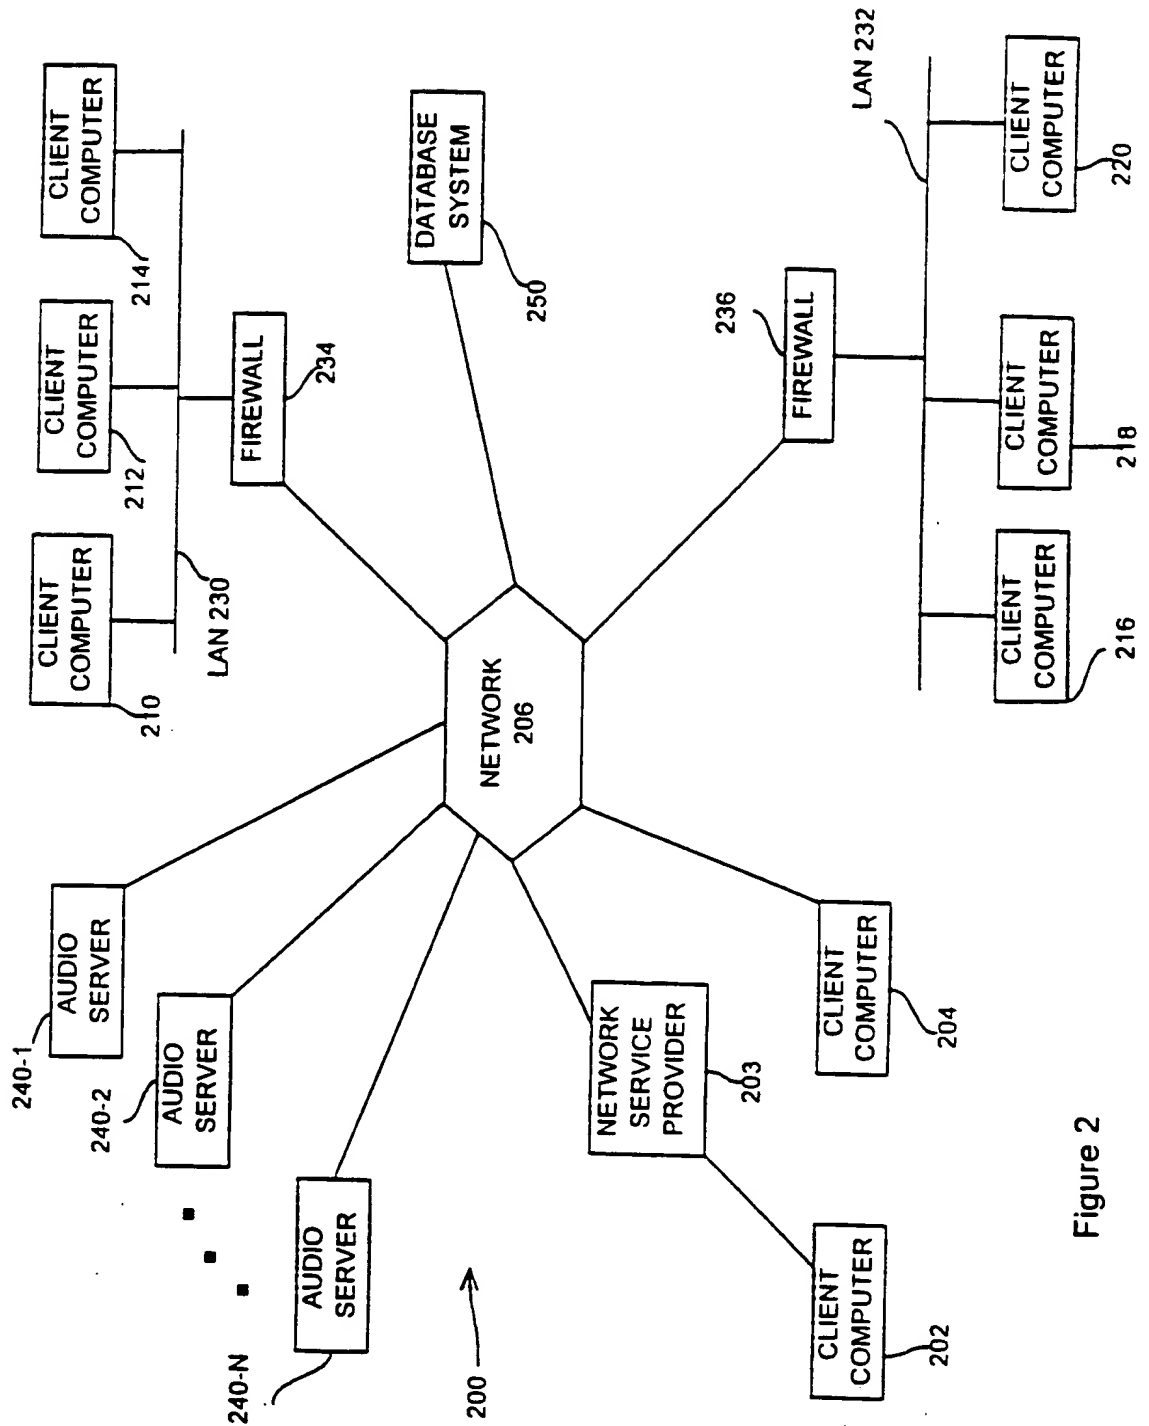 240-1
AUDIO
SERVER
240-2
AUDIO
SERVER
240-N
AUDIO
SERVER
200
CLIENT
COMPUTER
210
CLIENT
COMPUTER
212
CLIENT
COMPUTER
214
LAN 230
FIREWALL
234
DATABASE
SYSTEM
250
NETWORK
206
NETWORK
SERVICE
PROVIDER
203
CLIENT
COMPUTER
202
CLIENT
COMPUTER
204
236
FIREWALL
LAN 232
CLIENT
COMPUTER
216
CLIENT
COMPUTER
218
CLIENT
COMPUTER
220
Figure 2